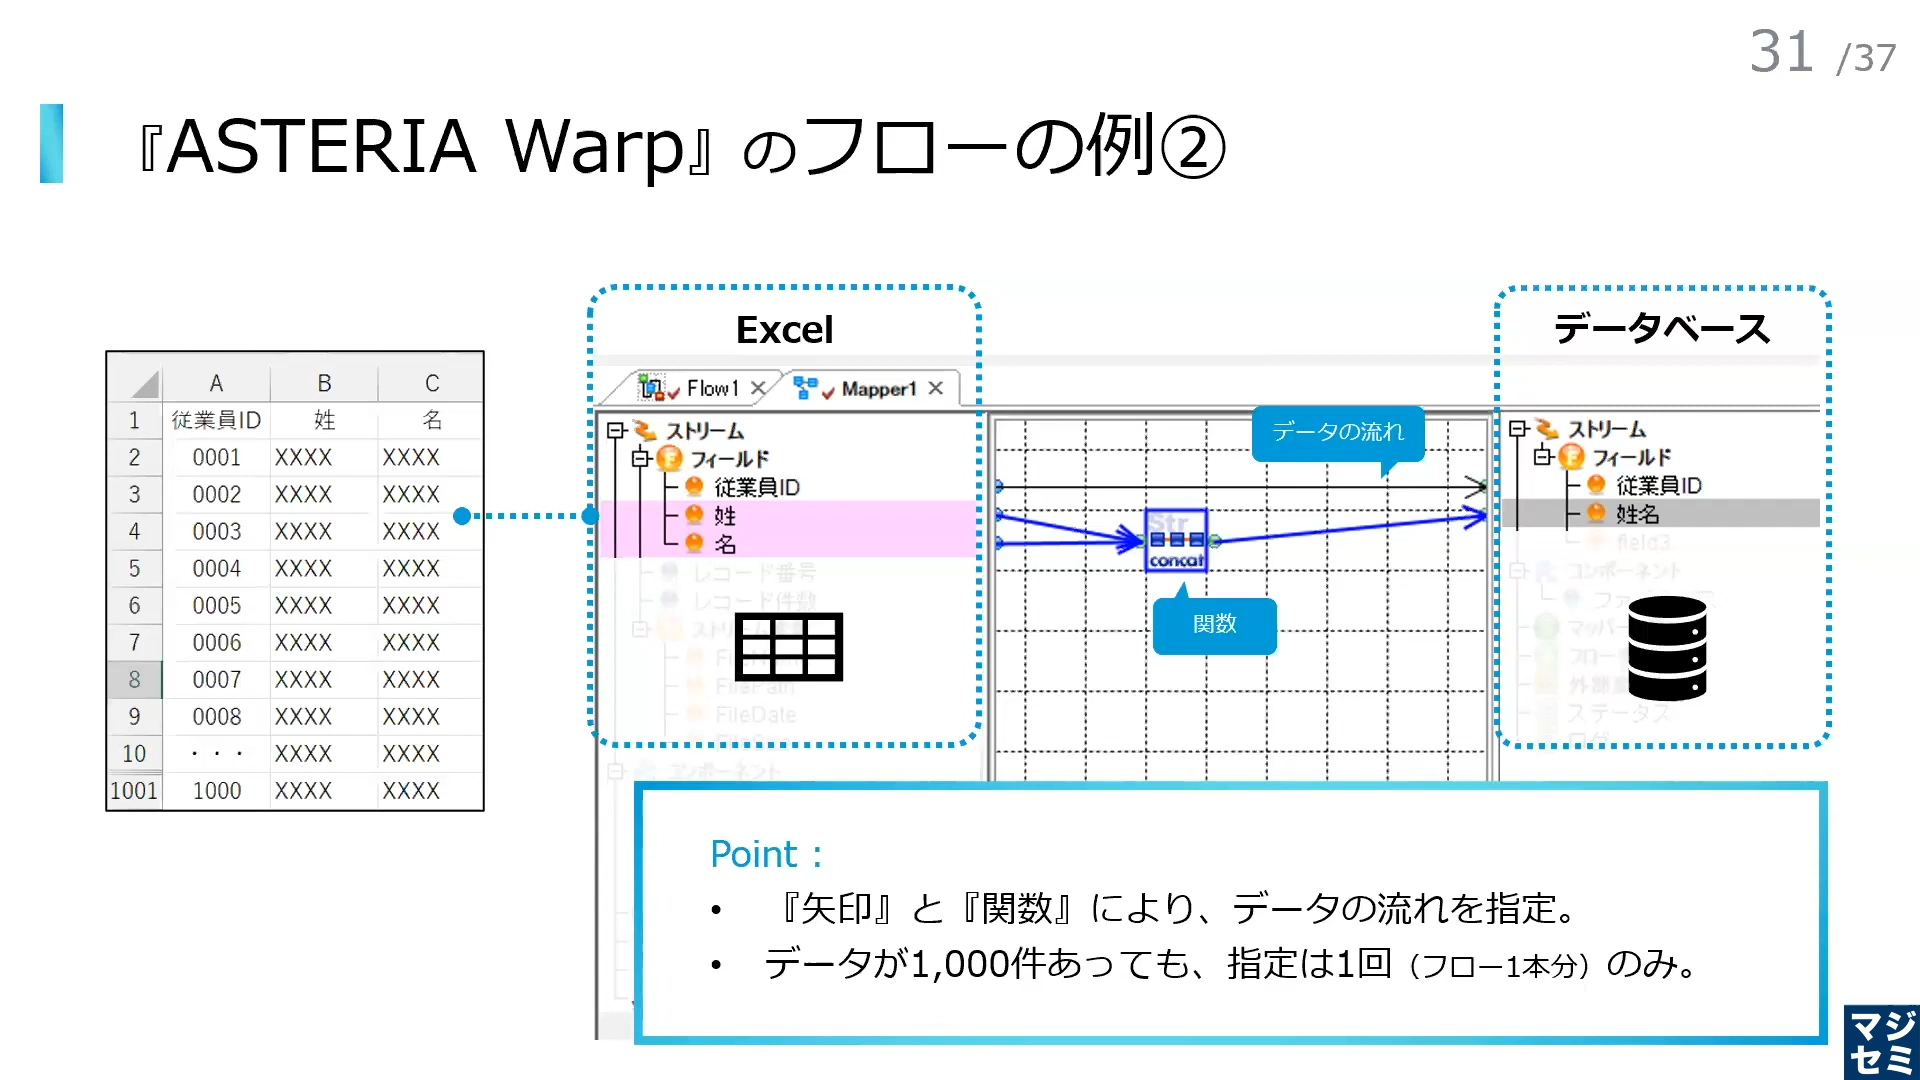 31 /37
『ASTERIA Warp』のフローの例②
Excel
データベース
A B C
1 従業員ID 姓 名
2 0001 XXXX XXXX
3 0002 XXXX XXXX
4 0003 XXXX XXXX
5 0004 XXXX XXXX
6 0005 XXXX XXXX
7 0006 XXXX XXXX
8 0007 XXXX XXXX
9 0008 XXXX XXXX
10 ・・・ XXXX XXXX
1001 1000 XXXX XXXX
Flow1
Mapper1
ストリーム
フィールド
従業員ID
姓
名
レコード番号
レコード件数
FilePath
FileDate
コンポーネント
データの流れ
Str
concat
関数
ストリーム
フィールド
従業員ID
姓名
field3
コンポーネント
ステータス
ログ
Point：
• 『矢印』と『関数』により、データの流れを指定。
• データが1,000件あっても、指定は1回（フロー1本分）のみ。
マジ
セミ